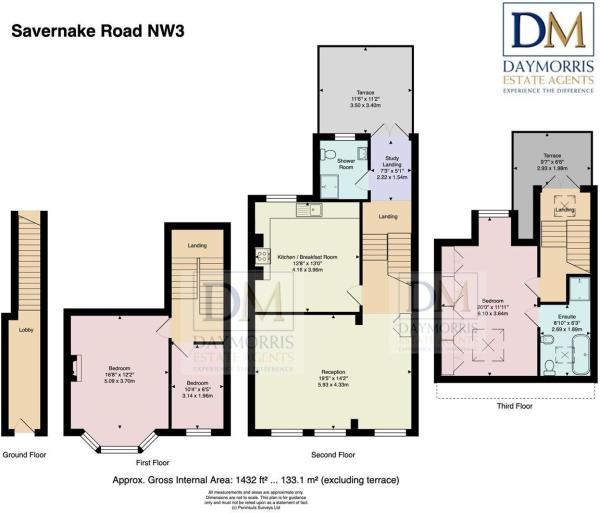 Savernake Road NW3
DM
DAYMORRIS
ESTATE AGENTS
EXPERIENCE THE DIFFERENCE
Terrace
11'6" x 11'2"
3.50 x 3.40m
Shower
Room
Study
Landing
7'3" x 5'1"
2.22 x 1.54m
Terrace
9'7" x 6'6"
2.93 x 1.98m
Landing
Landing
Landing
Kitchen / Breakfast Room
13'8" x 13'0"
4.16 x 3.96m
Lobby
Bedroom
20'0" x 11'11"
6.10 x 3.64m
Ensuite
8'10" x 6'3"
2.69 x 1.89m
DM
DAYMORRIS
ESTATE AGENTS
DM
DAYMORRIS
Bedroom
16'8" x 12'2"
5.09 x 3.70m
Bedroom
10'4" x 6'5"
3.14 x 1.96m
Reception
19'5" x 14'2"
5.93 x 4.33m
Third Floor
Ground Floor
First Floor
Second Floor
Approx. Gross Internal Area: 1432 ft² ... 133.1 m² (excluding terrace)
All measurements and areas are approximate only.
Dimensions are not to scale. This plan is for guidance
only and must not be relied upon as a statement of fact.
(c) Peninsula Surveys Ltd